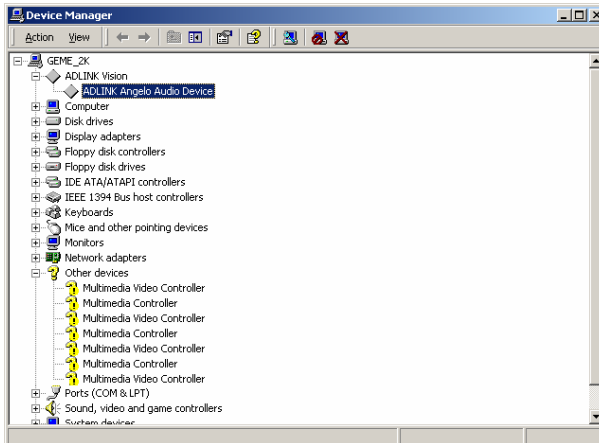 Device Manager
Action View
GEME_2K
ADLINK Vision
ADLINK Angelo Audio Device
Computer
Disk drives
Display adapters
Floppy disk controllers
Floppy disk drives
IDE ATA/ATAPI controllers
IEEE 1394 Bus host controllers
Keyboards
Mice and other pointing devices
Monitors
Network adapters
Other devices
Multimedia Video Controller
Multimedia Controller
Multimedia Video Controller
Multimedia Controller
Multimedia Video Controller
Multimedia Controller
Multimedia Video Controller
Ports (COM & LPT)
Sound, video and game controllers
System devices